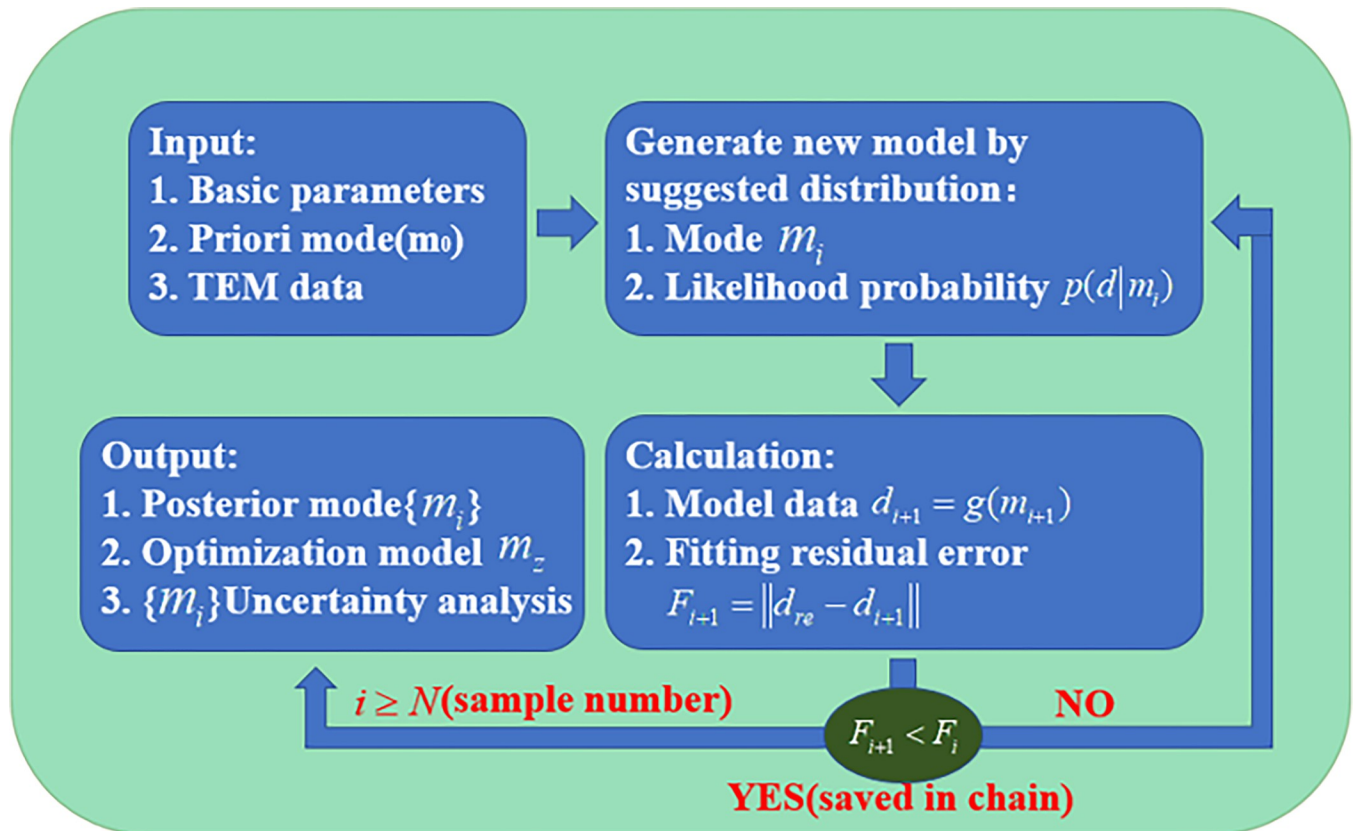 Input:
1. Basic parameters
2. Priori mode(m₀)
3. TEM data
Generate new model by
suggested distribution:
1. Mode mᵢ
2. Likelihood probability p(d|mᵢ)
Calculation:
1. Model data dᵢ₊₁ = g(mᵢ₊₁)
2. Fitting residual error
Fᵢ₊₁ = ‖d_re − dᵢ₊₁‖
Output:
1. Posterior mode{mᵢ}
2. Optimization model m_z
3. {mᵢ}Uncertainty analysis
i ≥ N(sample number)
Fᵢ₊₁ < Fᵢ
NO
YES(saved in chain)